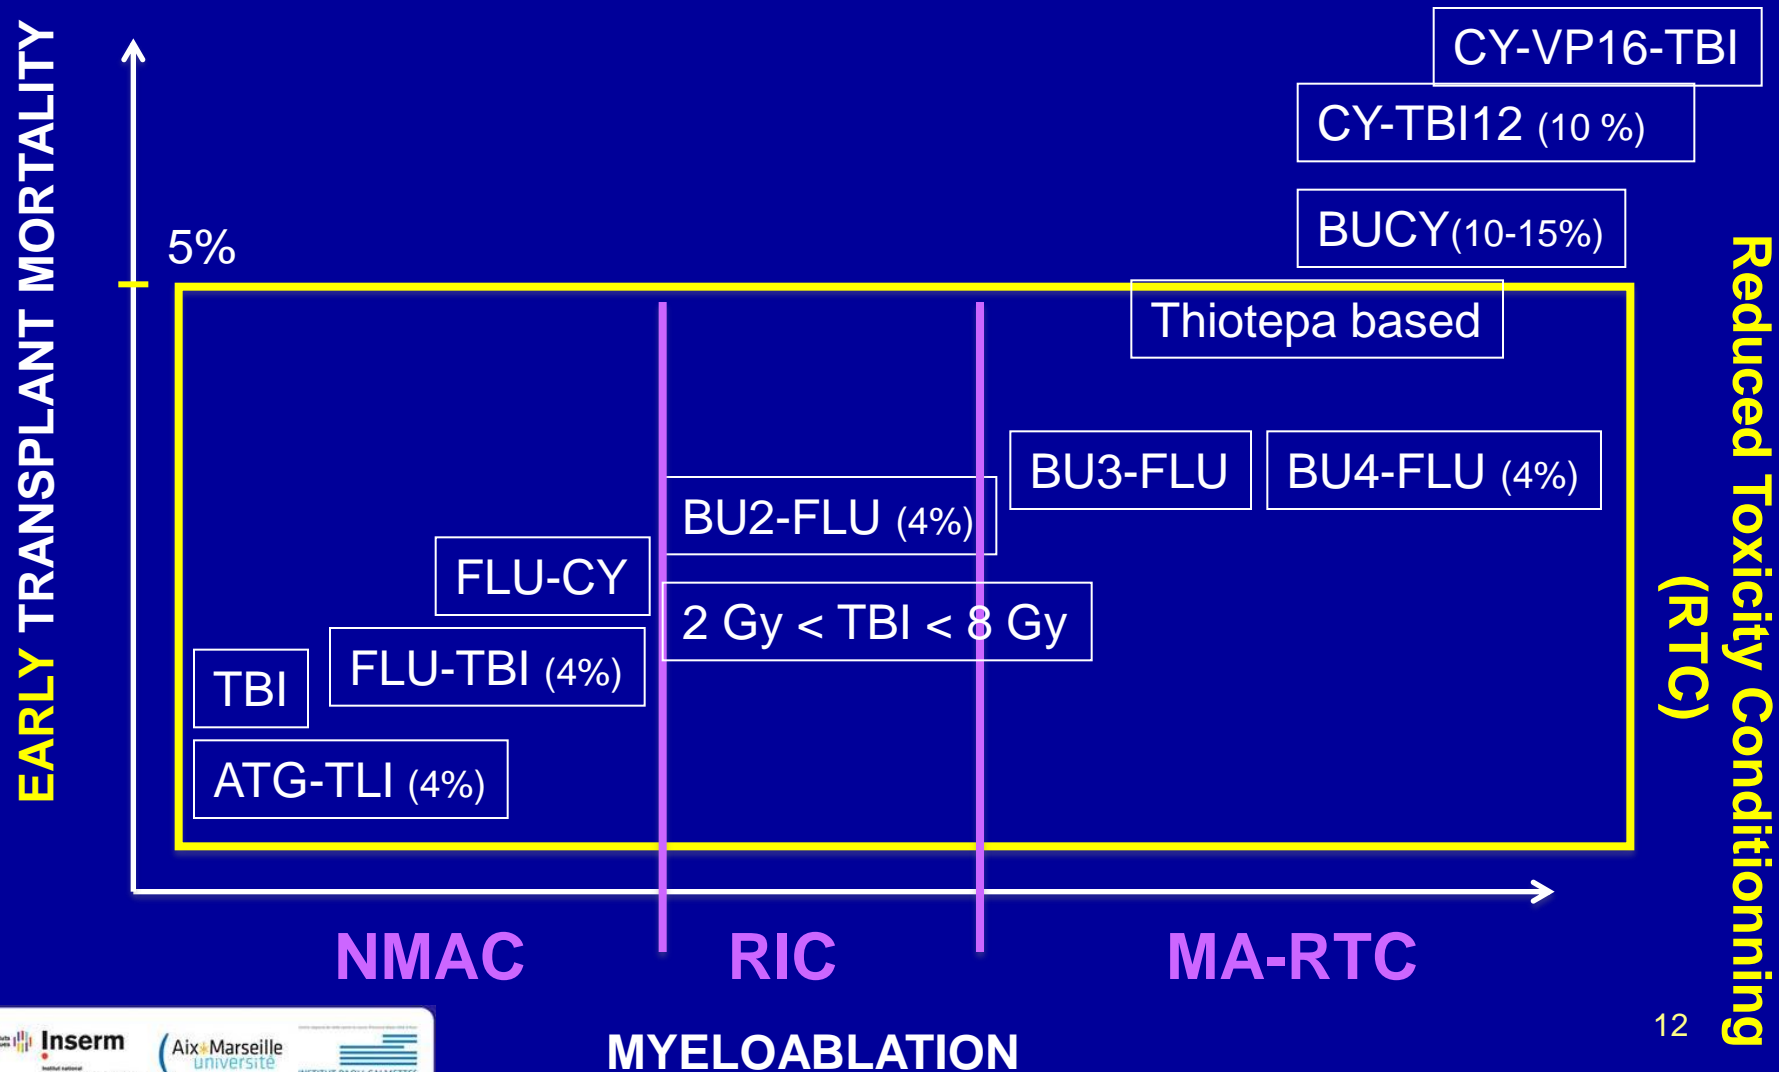 EARLY TRANSPLANT MORTALITY
CY-VP16-TBI
CY-TBI12 (10 %)
BUCY(10-15%)
5%
Thiotepa based
BU3-FLU
BU4-FLU (4%)
BU2-FLU (4%)
FLU-CY
2 Gy < TBI < 8 Gy
FLU-TBI (4%)
TBI
ATG-TLI (4%)
Reduced Toxicity Conditionning
(RTC)
NMAC
RIC
MA-RTC
MYELOABLATION
12
Inserm
Institut national
Aix*Marseille
université